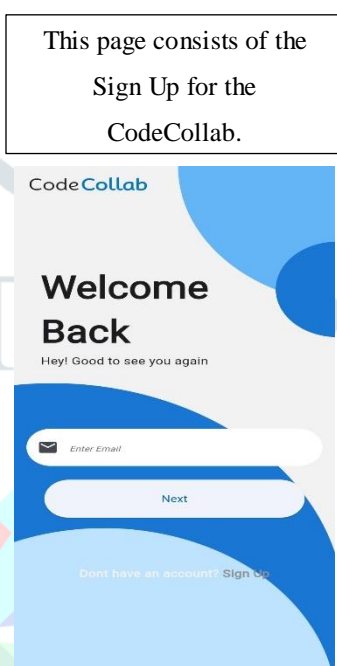 This page consists of the
Sign Up for the
CodeCollab.
CodeCollab
Welcome
Back
Hey! Good to see you again
Enter Email
Next
Dont have an account? Sign Up